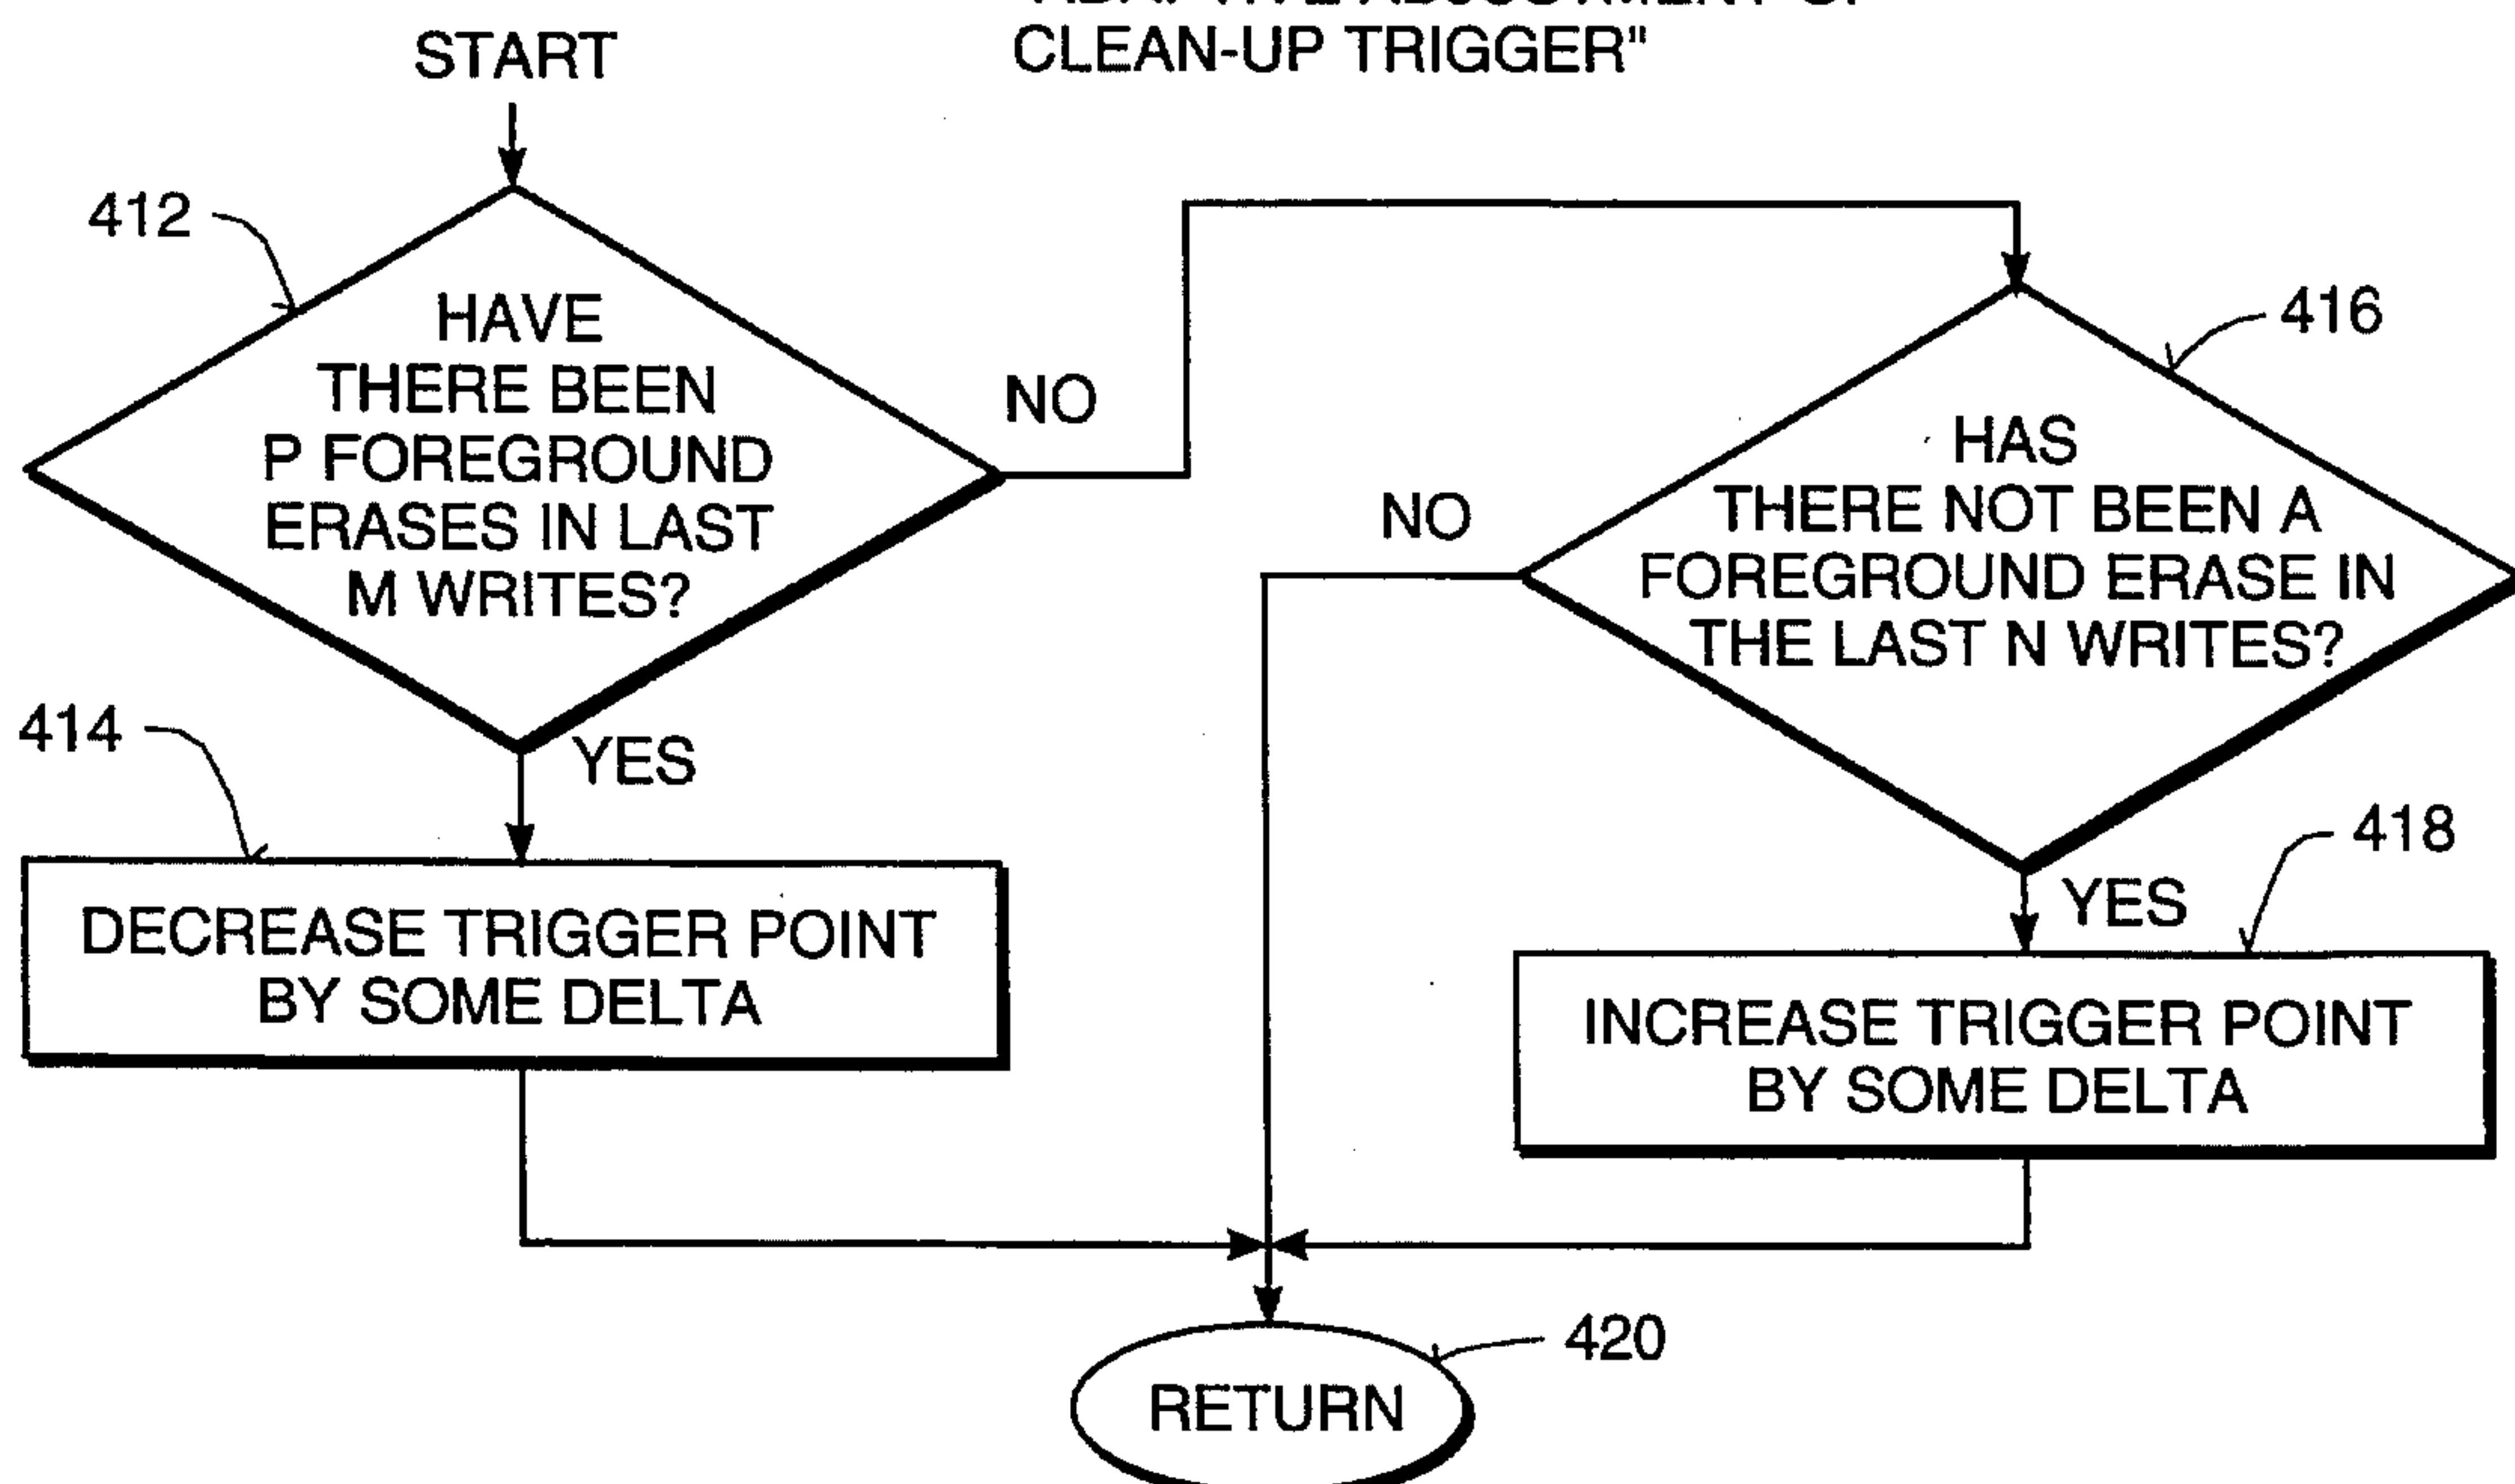 START
CLEAN-UP TRIGGER"
412
HAVE
THERE BEEN
P FOREGROUND
ERASES IN LAST
M WRITES?
NO
416
HAS
THERE NOT BEEN A
FOREGROUND ERASE IN
THE LAST N WRITES?
NO
414
YES
DECREASE TRIGGER POINT
BY SOME DELTA
418
YES
INCREASE TRIGGER POINT
BY SOME DELTA
420
RETURN